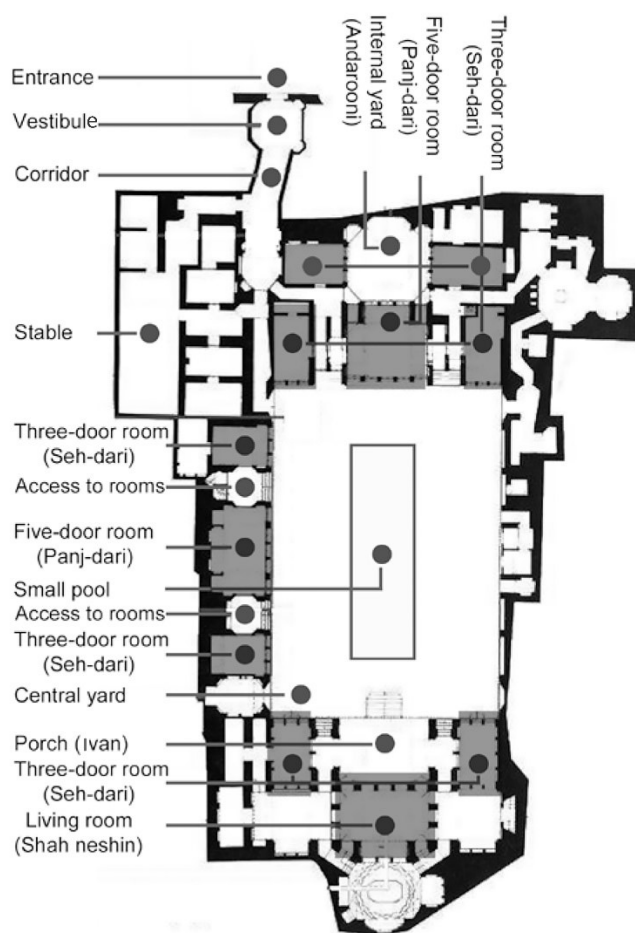 Three-door room
(Seh-dari)
Five-door room
(Panj-dari)
Internal yard
(Andarooni)
Entrance
Vestibule
Corridor
Stable
Three-door room
(Seh-dari)
Access to rooms
Five-door room
(Panj-dari)
Small pool
Access to rooms
Three-door room
(Seh-dari)
Central yard
Porch (ıvan)
Three-door room
(Seh-dari)
Living room
(Shah neshin)